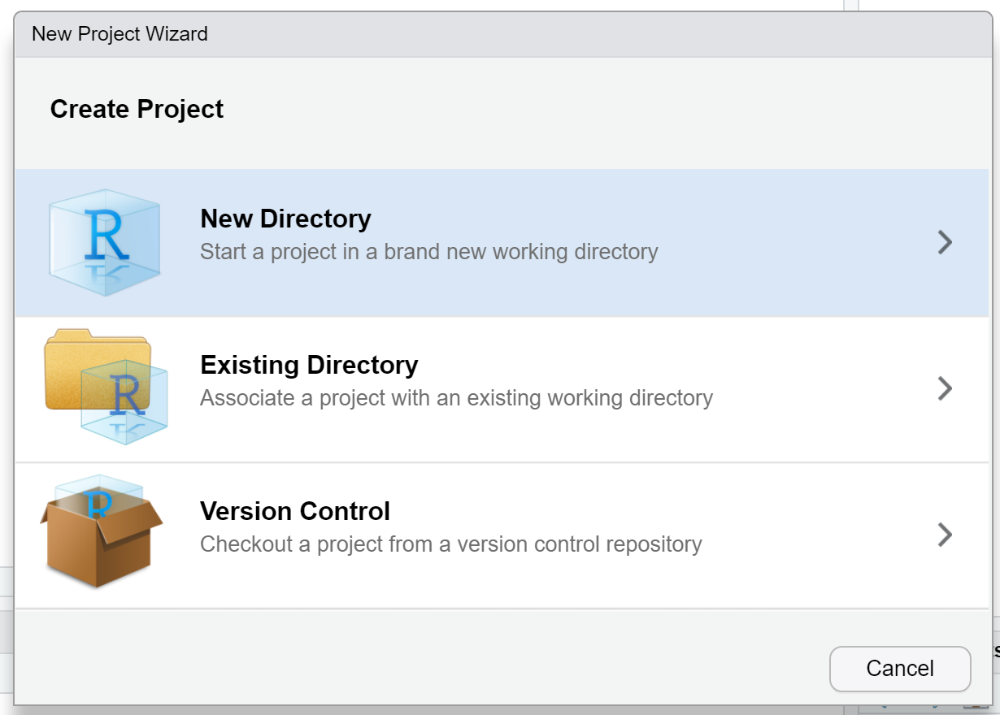 New Project Wizard
Create Project
R
New Directory
Start a project in a brand new working directory
R
Existing Directory
Associate a project with an existing working directory
R
Version Control
Checkout a project from a version control repository
Cancel